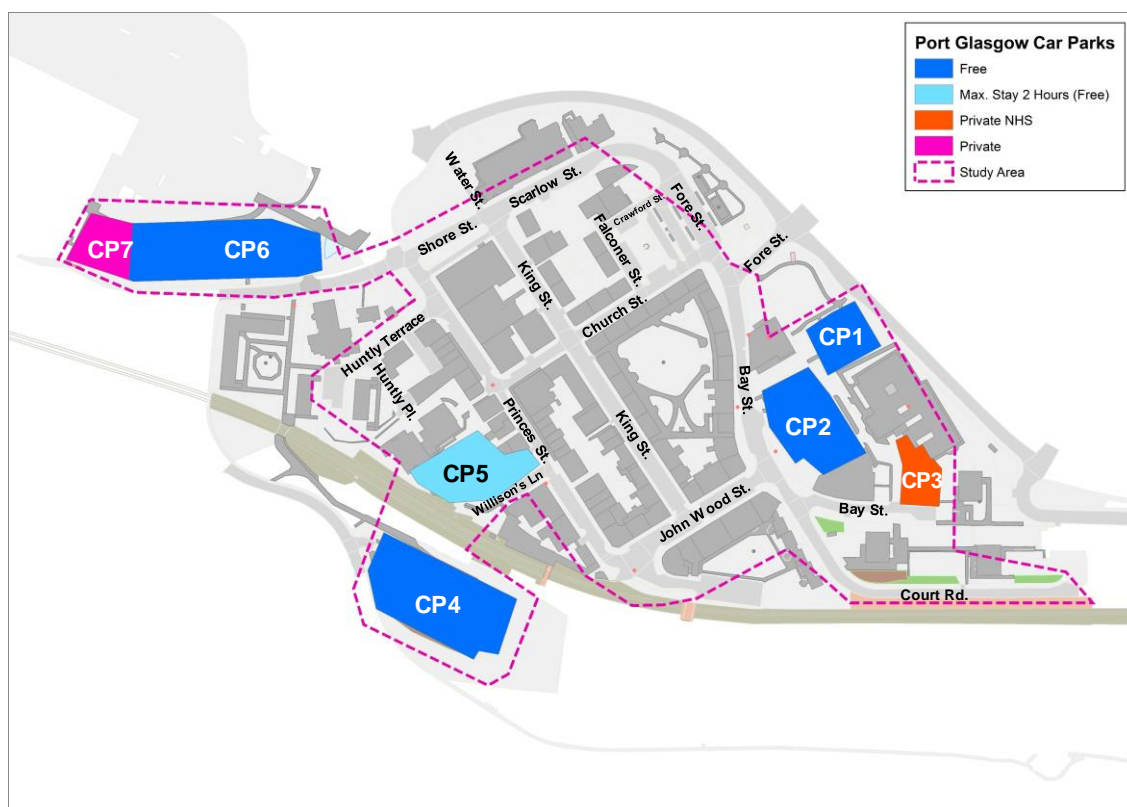 Port Glasgow Car Parks
Free
Max. Stay 2 Hours (Free)
Private NHS
Private
Study Area
Water St.
Scarlow St.
Shore St.
Fore St.
Crawford St
Falconer St.
Fore St.
King St.
Church St.
CP7
CP6
Huntly Terrace
Huntly Pl.
CP1
Bay St.
Princes St.
King St.
CP2
CP5
Willison's Ln
CP3
John Wood St.
Bay St.
CP4
Court Rd.